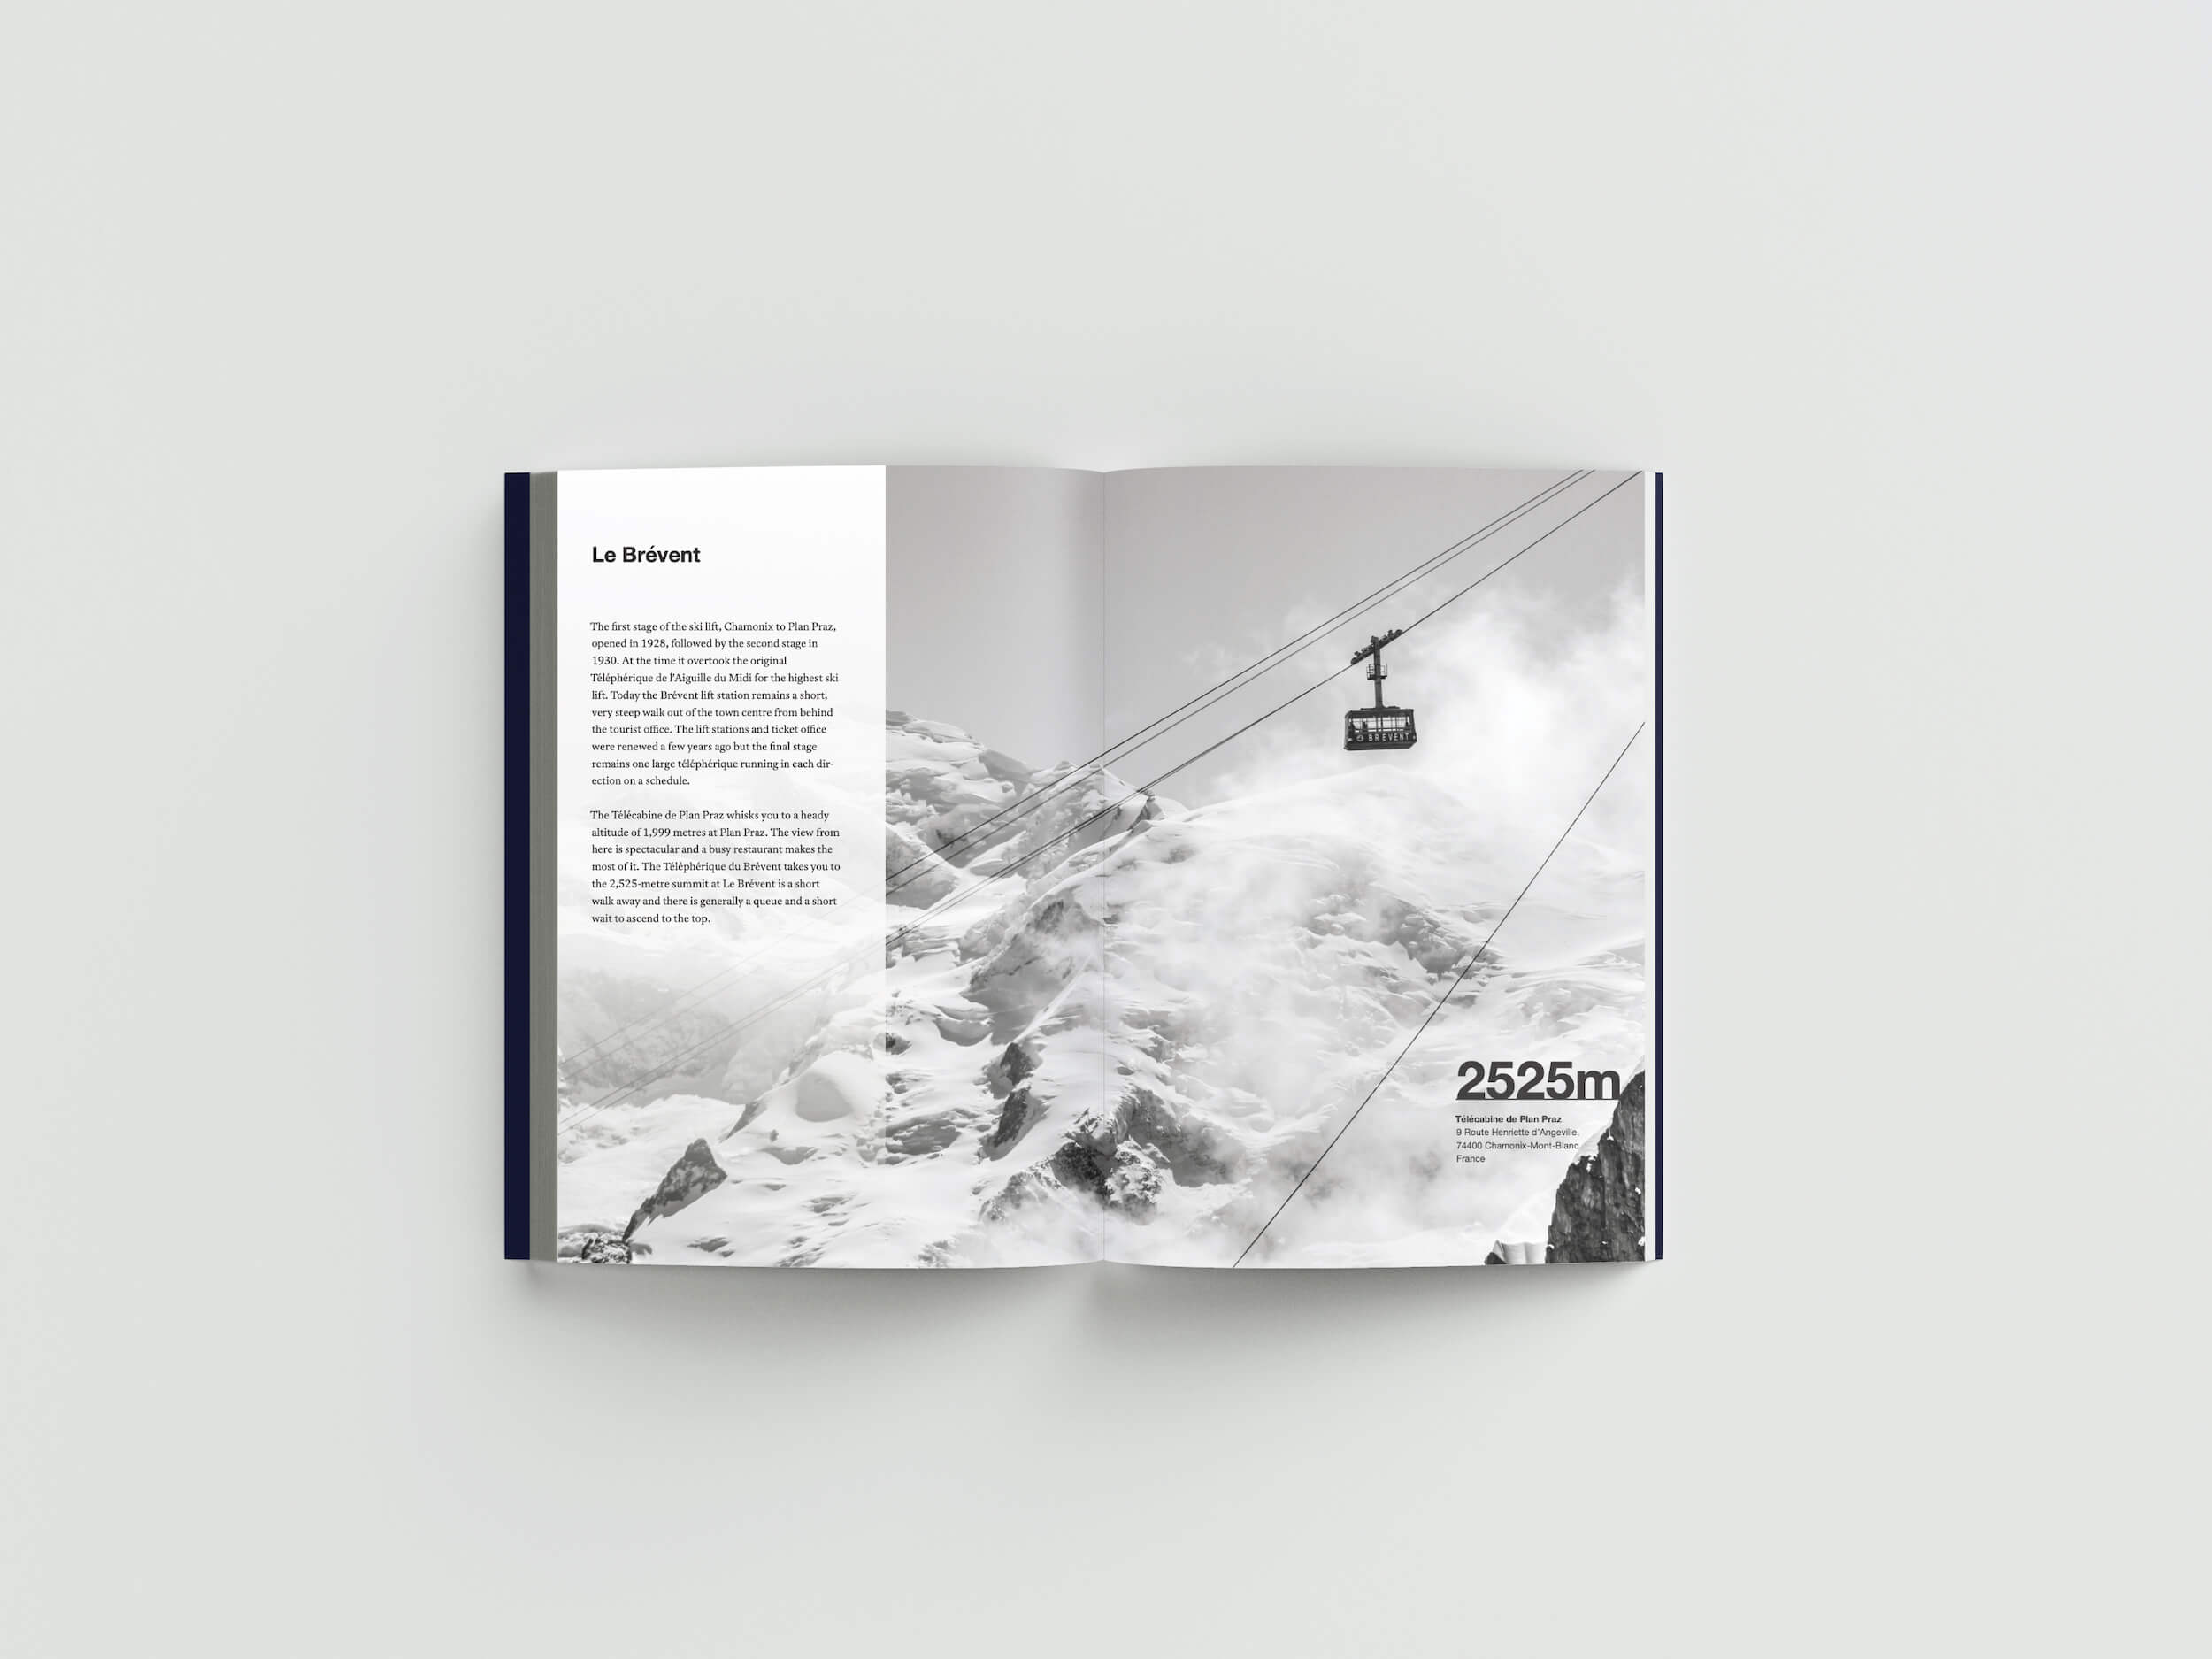 Le Brévent
The first stage of the ski lift, Chamonix to Plan Praz,
opened in 1928, followed by the second stage in
1930. At the time it overtook the original
Téléphérique de l'Aiguille du Midi for the highest ski
lift. Today the Brévent lift station remains a short,
very steep walk out of the town centre from behind
the tourist office. The lift stations and ticket office
were renewed a few years ago but the final stage
remains one large téléphérique running in each dir-
ection on a schedule.
The Télécabine de Plan Praz whisks you to a heady
altitude of 1,999 metres at Plan Praz. The view from
here is spectacular and a busy restaurant makes the
most of it. The Téléphérique du Brévent takes you to
the 2,525-metre summit at Le Brévent is a short
walk away and there is generally a queue and a short
wait to ascend to the top.
BREVENT
2525m
Télécabine de Plan Praz
9 Route Henriette d'Angeville,
74400 Chamonix-Mont-Blanc
France